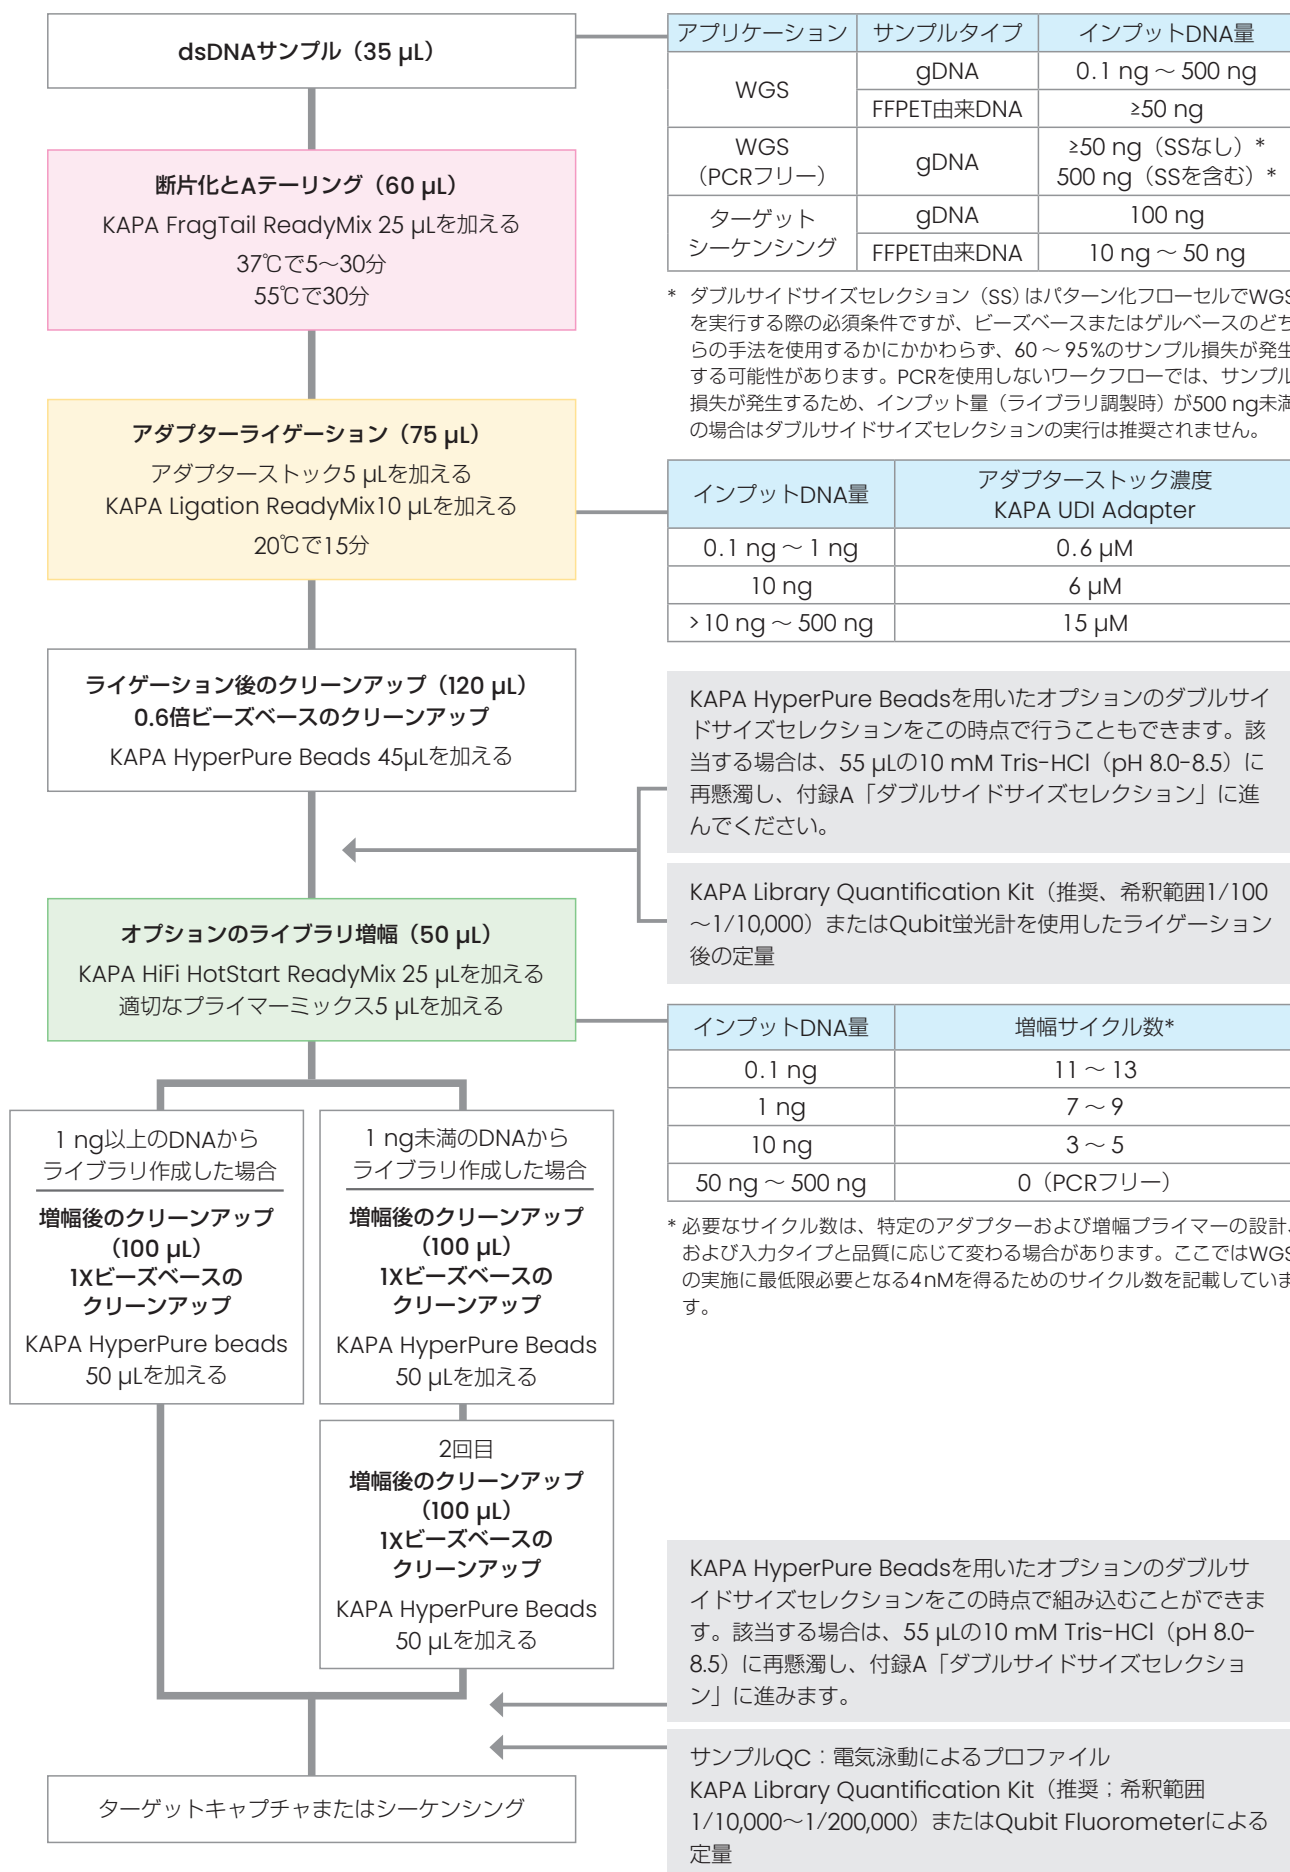 dsDNAサンプル（35 µL）
アプリケーション サンプルタイプ インプットDNA量
WGS gDNA 0.1 ng ～ 500 ng
FFPET由来DNA ≥50 ng
WGS
（PCRフリー） gDNA ≥50 ng（SSなし）*
500 ng（SSを含む）*
ターゲット
シーケンシング gDNA 100 ng
FFPET由来DNA 10 ng ～ 50 ng
* ダブルサイドサイズセレクション（SS）はパターン化フローセルでWGS
を実行する際の必須条件ですが、ビーズベースまたはゲルベースのどち
らの手法を使用するかにかかわらず、60 ～ 95%のサンプル損失が発生
する可能性があります。PCRを使用しないワークフローでは、サンプル
損失が発生するため、インプット量（ライブラリ調製時）が500 ng未満
の場合はダブルサイドサイズセレクションの実行は推奨されません。
断片化とAテーリング（60 µL）
KAPA FragTail ReadyMix 25 µLを加える
37℃で5～30分
55℃で30分
アダプターライゲーション（75 µL）
アダプターストック5 µLを加える
KAPA Ligation ReadyMix10 µLを加える
20℃で15分
インプットDNA量 アダプターストック濃度
KAPA UDI Adapter
0.1 ng ～ 1 ng 0.6 µM
10 ng 6 µM
>10 ng ～ 500 ng 15 µM
ライゲーション後のクリーンアップ（120 µL）
0.6倍ビーズベースのクリーンアップ
KAPA HyperPure Beads 45µLを加える
KAPA HyperPure Beadsを用いたオプションのダブルサイ
ドサイズセレクションをこの時点で行うこともできます。該
当する場合は、55 µLの10 mM Tris-HCl（pH 8.0-8.5）に
再懸濁し、付録A「ダブルサイドサイズセレクション」に進
んでください。
KAPA Library Quantification Kit（推奨、希釈範囲1/100
～1/10,000）またはQubit蛍光計を使用したライゲーション
後の定量
オプションのライブラリ増幅（50 µL）
KAPA HiFi HotStart ReadyMix 25 µLを加える
適切なプライマーミックス5 µLを加える
インプットDNA量 増幅サイクル数*
0.1 ng 11 ～ 13
1 ng 7 ～ 9
10 ng 3 ～ 5
50 ng ～ 500 ng 0（PCRフリー）
* 必要なサイクル数は、特定のアダプターおよび増幅プライマーの設計、
および入力タイプと品質に応じて変わる場合があります。ここではWGS
の実施に最低限必要となる4nMを得るためのサイクル数を記載していま
す。
1 ng以上のDNAから
ライブラリ作成した場合
増幅後のクリーンアップ
（100 µL）
1Xビーズベースの
クリーンアップ
KAPA HyperPure beads
50 µLを加える
1 ng未満のDNAから
ライブラリ作成した場合
増幅後のクリーンアップ
（100 µL）
1Xビーズベースの
クリーンアップ
KAPA HyperPure Beads
50 µLを加える
2回目
増幅後のクリーンアップ
（100 µL）
1Xビーズベースの
クリーンアップ
KAPA HyperPure Beads
50 µLを加える
KAPA HyperPure Beadsを用いたオプションのダブルサ
イドサイズセレクションをこの時点で組み込むことができま
す。該当する場合は、55 µLの10 mM Tris-HCl（pH 8.0-
8.5）に再懸濁し、付録A「ダブルサイドサイズセレクショ
ン」に進みます。
サンプルQC：電気泳動によるプロファイル
KAPA Library Quantification Kit（推奨；希釈範囲
1/10,000～1/200,000）またはQubit Fluorometerによる
定量
ターゲットキャプチャまたはシーケンシング